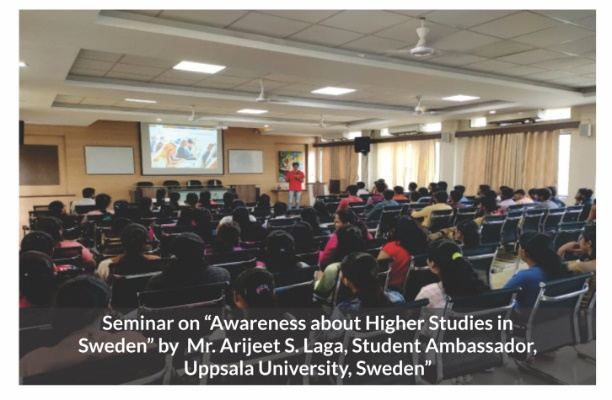 Seminar on “Awareness about Higher Studies in
Sweden” by Mr. Arijeet S. Laga, Student Ambassador,
Uppsala University, Sweden”